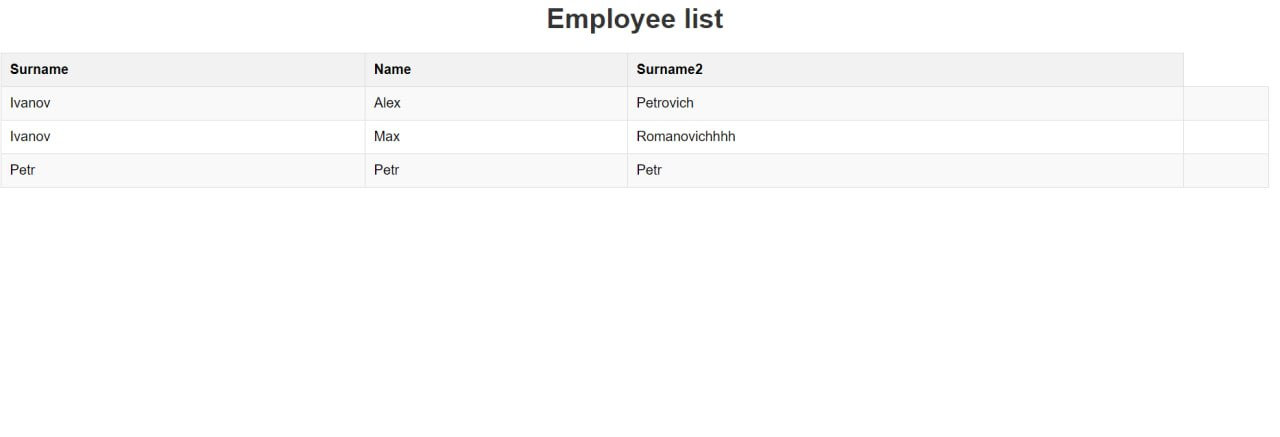 Employee list
Surname Name Surname2
Ivanov Alex Petrovich
Ivanov Max Romanovichhhh
Petr Petr Petr